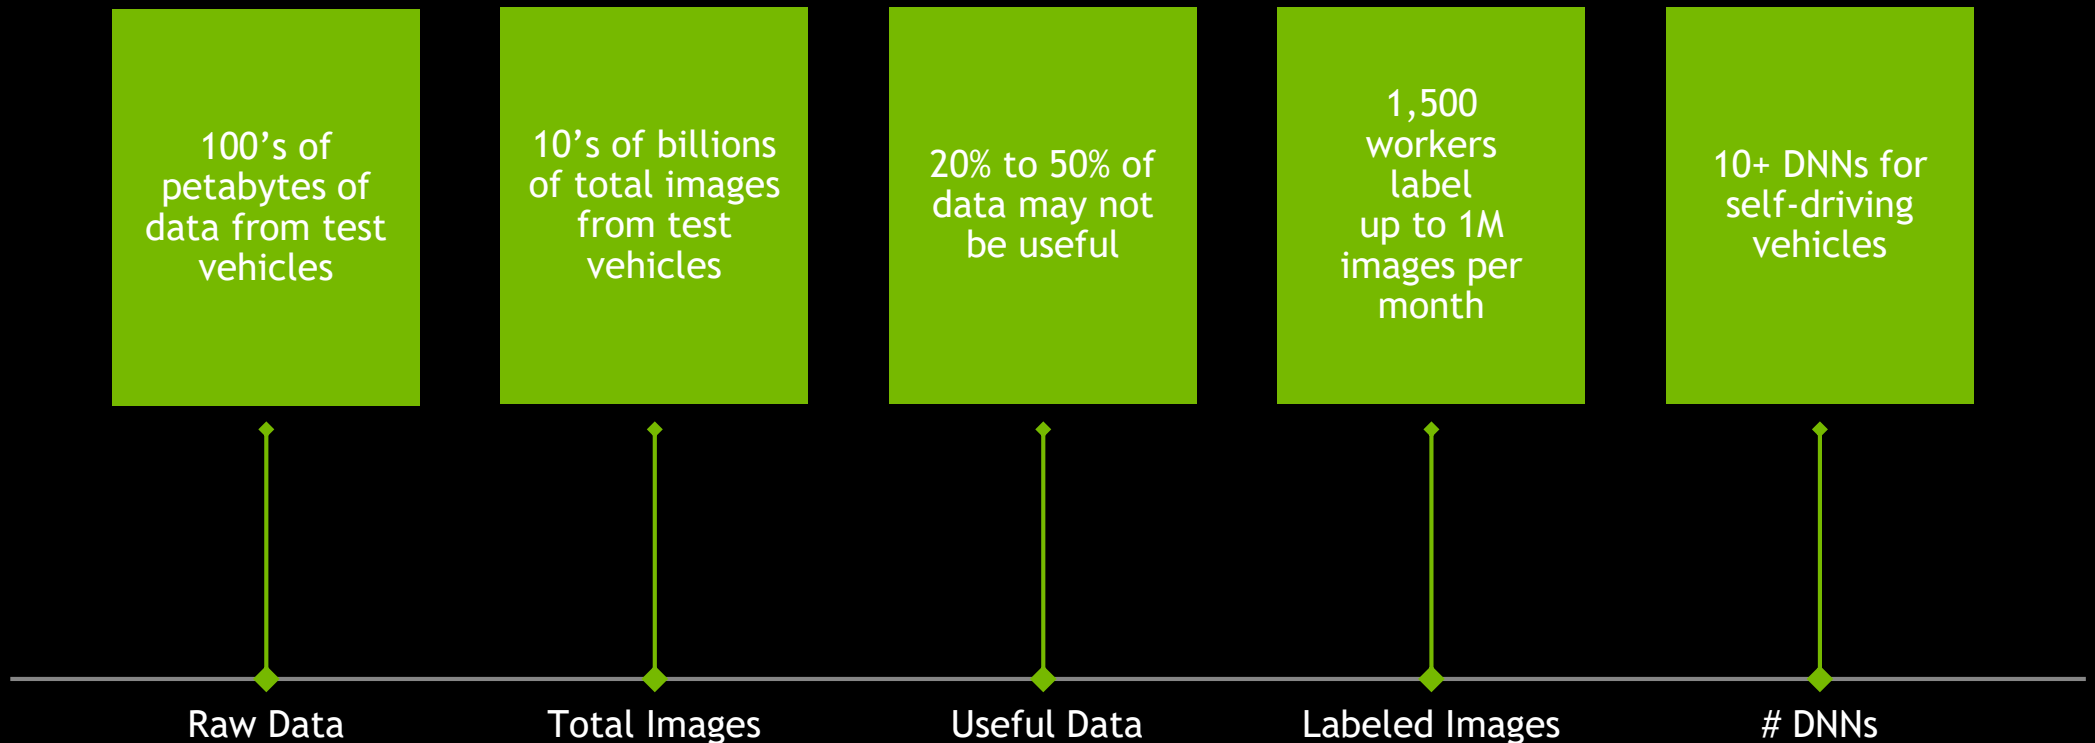 100’s of
petabytes of
data from test
vehicles
10’s of billions
of total images
from test
vehicles
20% to 50% of
data may not
be useful
1,500
workers
label
up to 1M
images per
month
10+ DNNs for
self-driving
vehicles
Raw Data
Total Images
Useful Data
Labeled Images
# DNNs